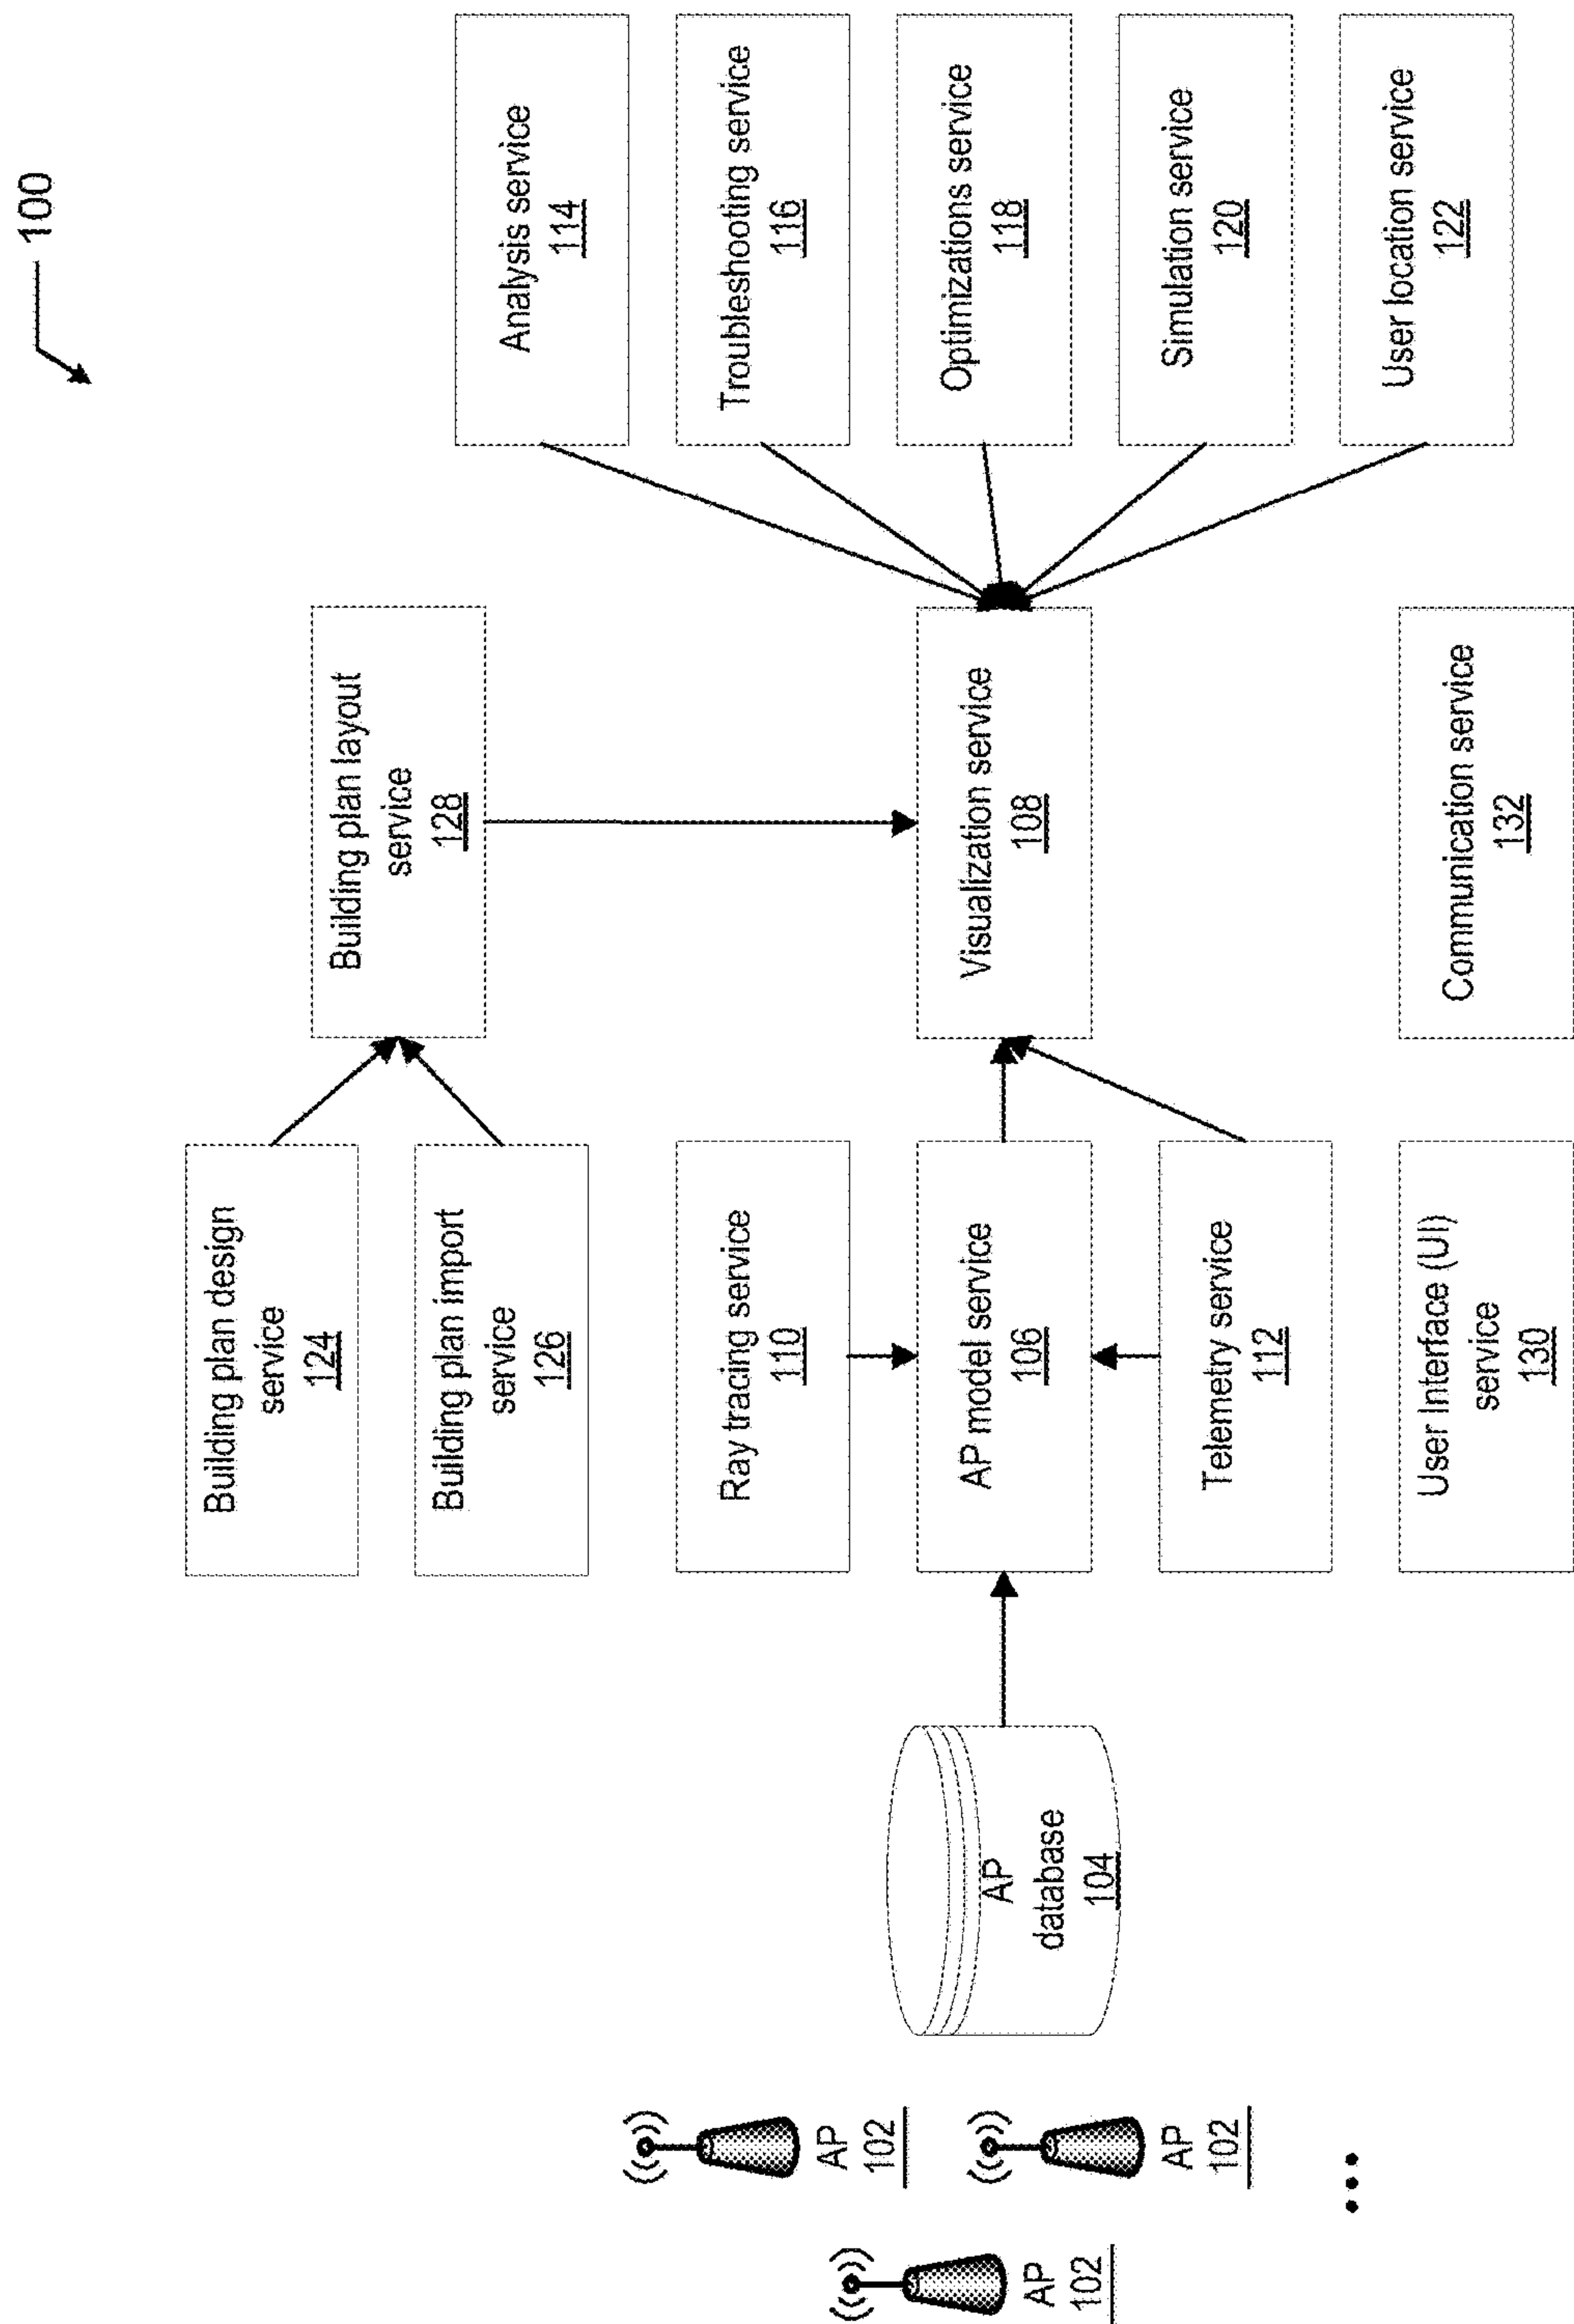 100
Building plan design
service
124
Building plan import
service
126
Building plan layout
service
128
Analysis service
114
Troubleshooting service
116
Optimizations service
118
Simulation service
120
User location service
122
Ray tracing service
110
AP model service
106
Telemetry service
112
Visualization service
108
AP
database
104
AP
102
AP
102
AP
102
User Interface (UI)
service
130
Communication service
132